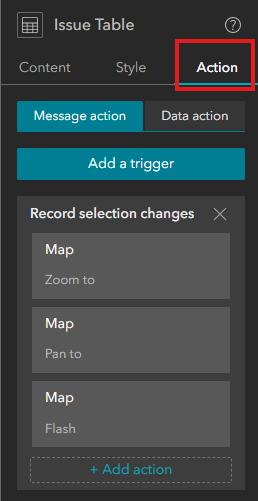 Issue Table ?
Content Style Action
Message action Data action
Add a trigger
Record selection changes
Map
Zoom to
Map
Pan to
Map
Flash
+ Add action